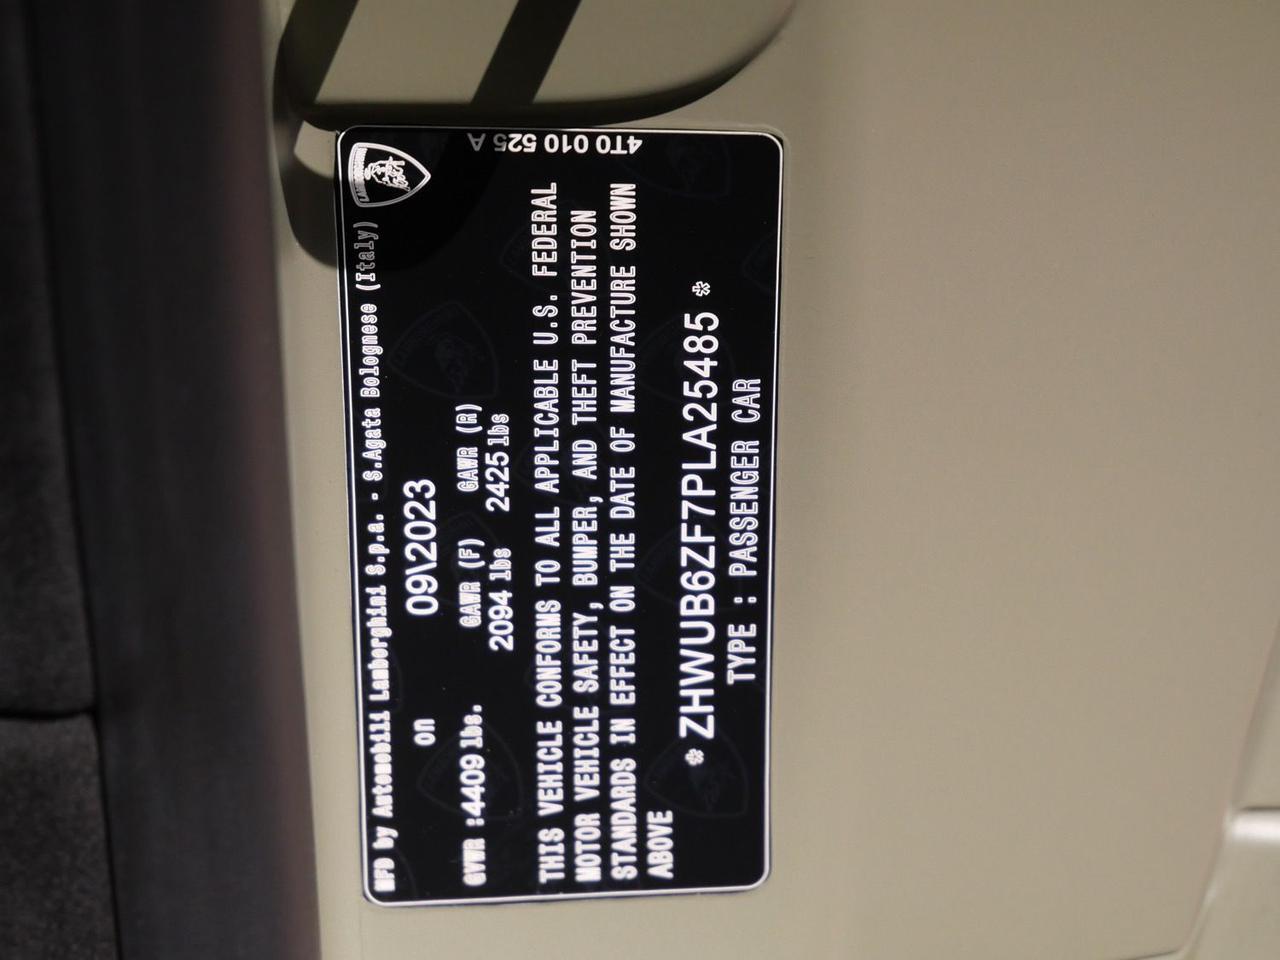 MFD by Automobili Lamborghini S.p.a. - S.Agata Bolognese (Italy)
on 09\2023
GVWR : 4409 lbs. GAWR (F) 2094 lbs GAWR (R) 2425 lbs
THIS VEHICLE CONFORMS TO ALL APPLICABLE U.S. FEDERAL
MOTOR VEHICLE SAFETY, BUMPER, AND THEFT PREVENTION
STANDARDS IN EFFECT ON THE DATE OF MANUFACTURE SHOWN
ABOVE
* ZHWUB6ZF7PLA25485 *
TYPE : PASSENGER CAR
4T0 010 525 A
LAMBORGHINI